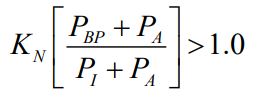 K_N [ (P_BP + P_A) / (P_I + P_A) ] > 1.0